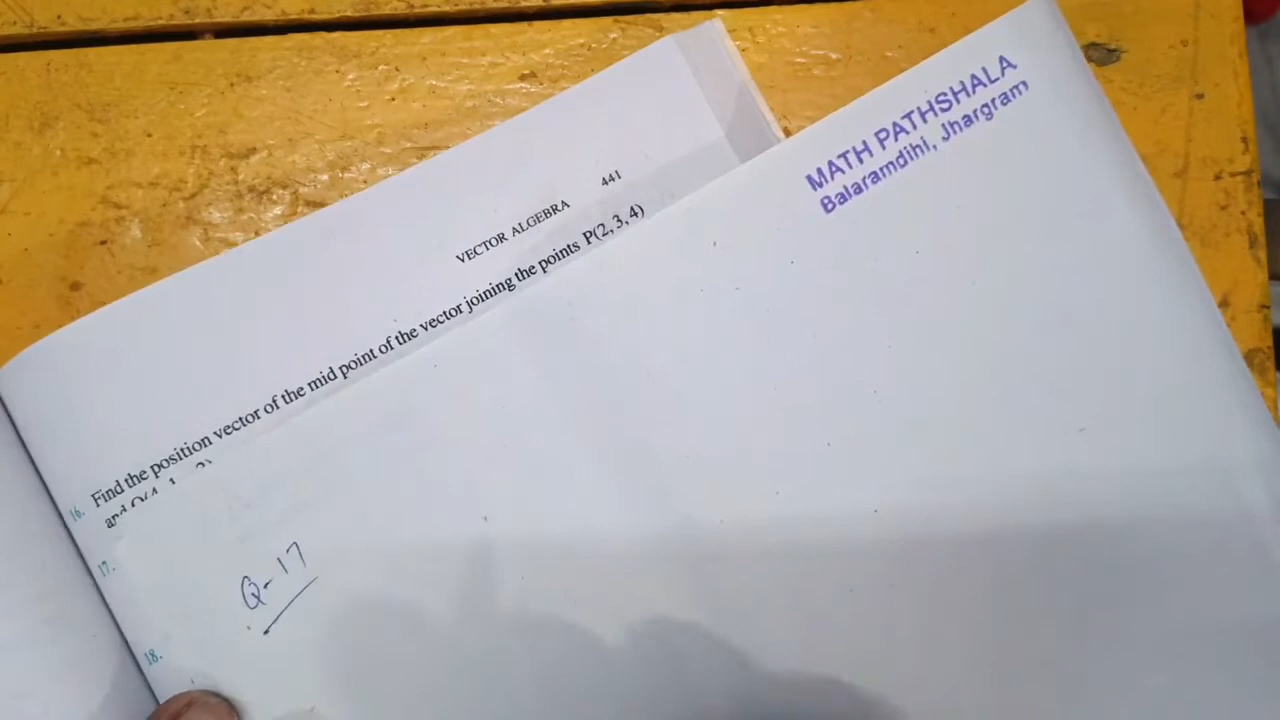 MATH PATHSHALA
Balaramdihi, Jhargram
VECTOR ALGEBRA 441
16. Find the position vector of the mid point of the vector joining the points P(2, 3, 4)
and
17.
Q-17
18.